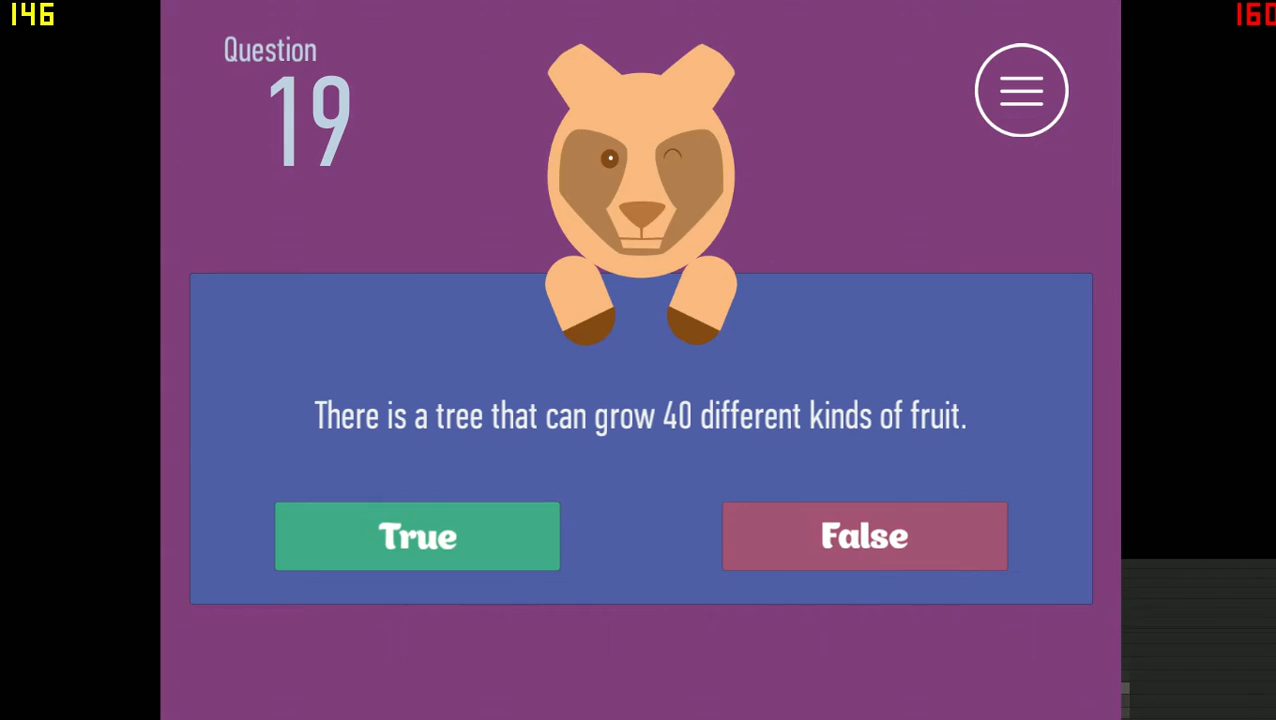 146
160
Question
19
There is a tree that can grow 40 different kinds of fruit.
True
False